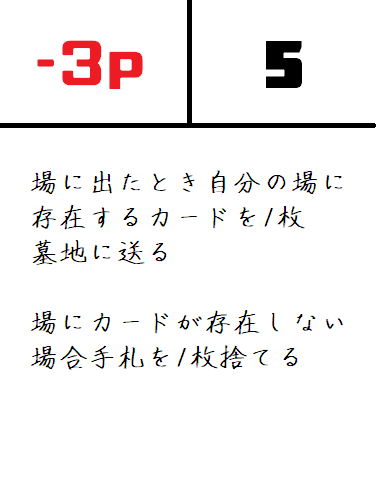 -3p
5
場に出たとき自分の場に
存在するカードを1枚
墓地に送る
場にカードが存在しない
場合手札を1枚捨てる